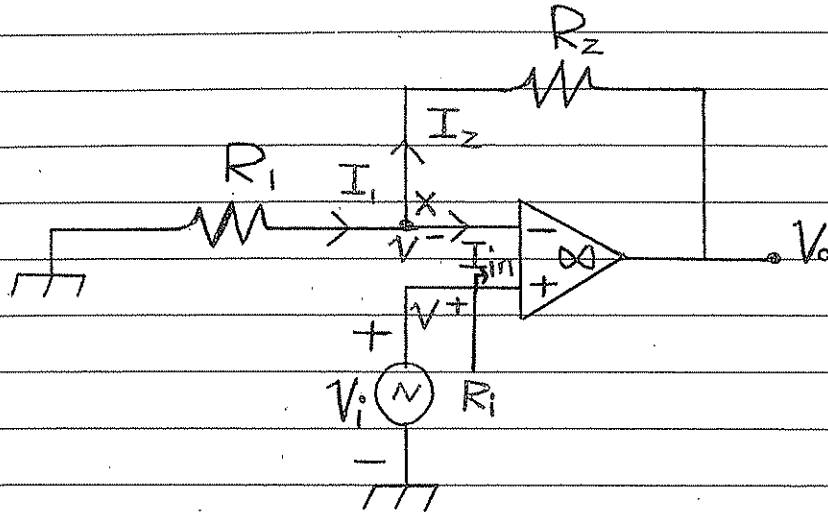 R2
I2
R1 I1 X
V- Iin - ∞ Vo
V+ +
+
Vi Ri
-